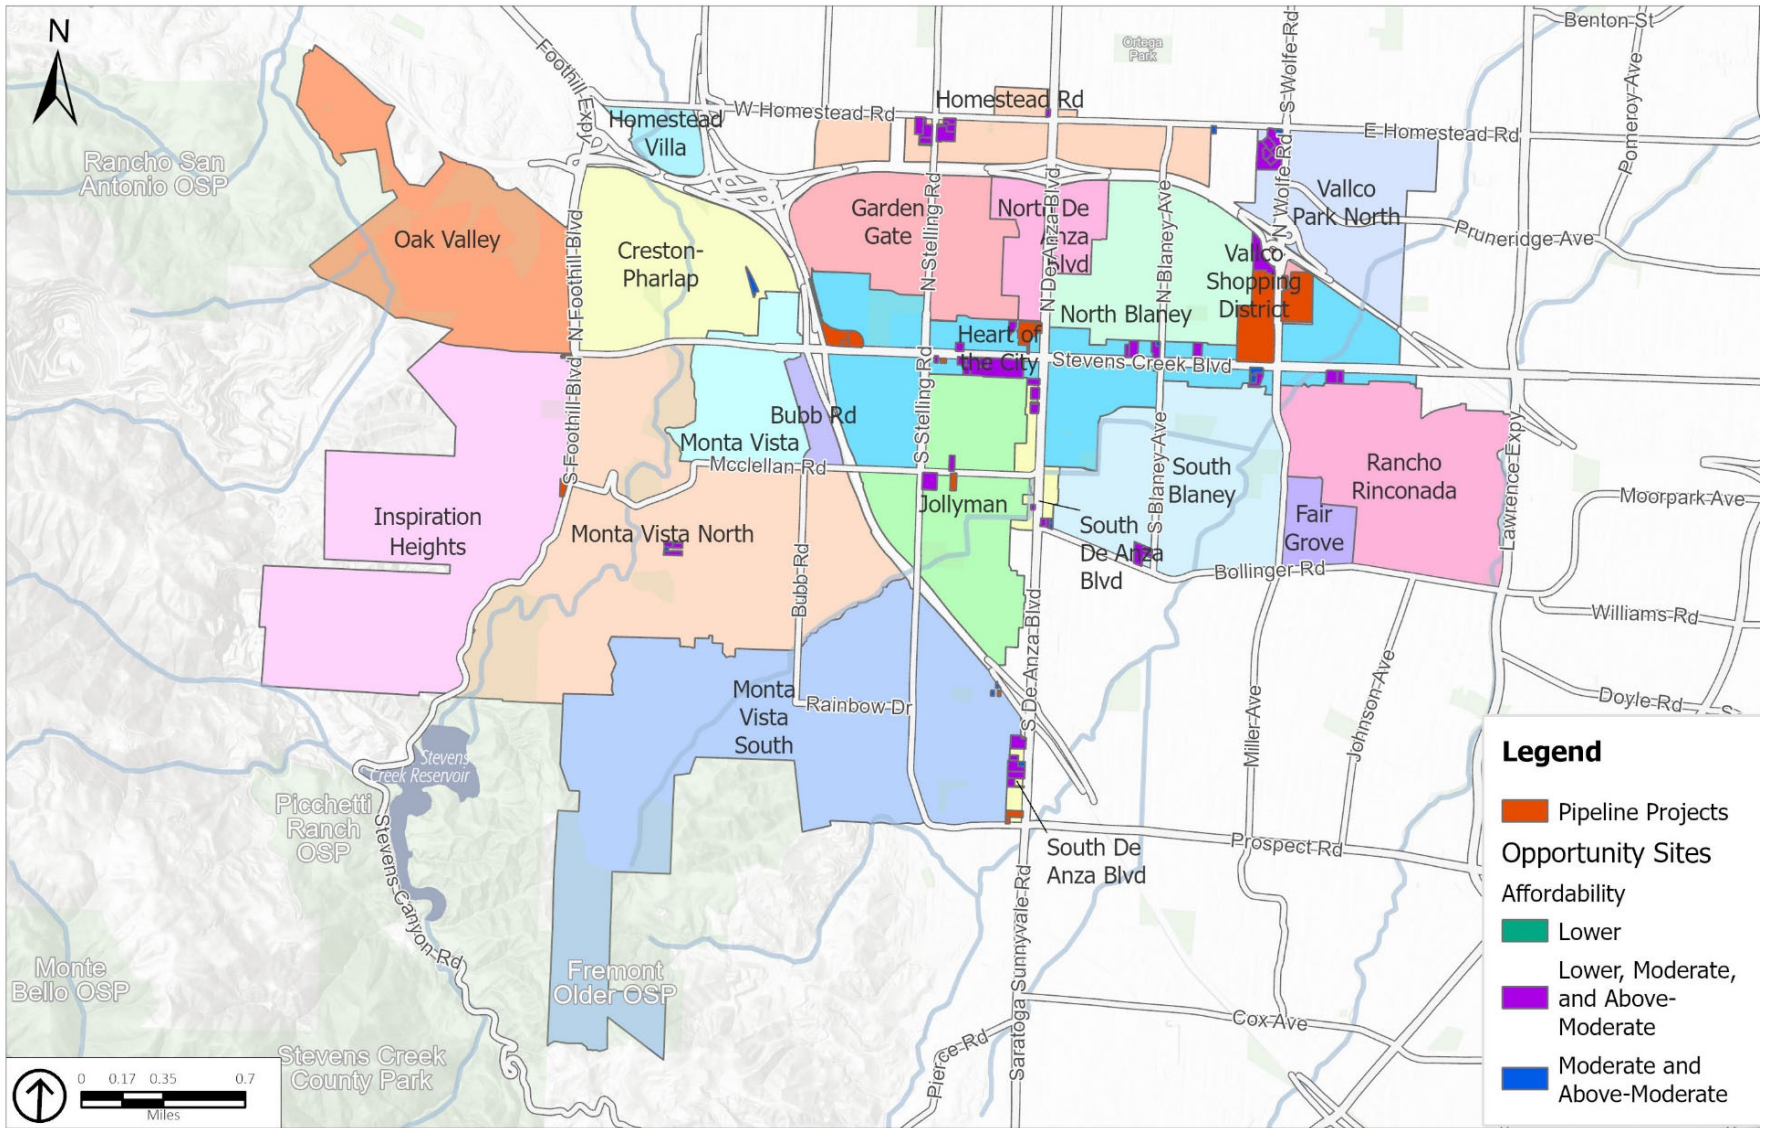 N
Benton St
Ortega
Park
Foothill Expy
S Wolfe Rd
Pomeroy Ave
W Homestead Rd
Homestead Rd
E Homestead Rd
Homestead
Villa
Rancho San
Antonio OSP
Vallco
Park North
N Wolfe Rd
Pruneridge Ave
Oak Valley
N Foothill Blvd
Creston-
Pharlap
Garden
Gate
N Stelling Rd
North De
Anza
Blvd
N De Anza Blvd
N Blaney Ave
North Blaney
Vallco
Shopping
District
Heart of
the City
Stevens Creek Blvd
S Foothill Blvd
Bubb Rd
Monta Vista
Mcclellan Rd
S Stelling Rd
Jollyman
South
De Anza
Blvd
S Blaney Ave
South
Blaney
Rancho
Rinconada
Fair
Grove
Lawrence Expy
Moorpark Ave
Bollinger Rd
Williams Rd
Inspiration
Heights
Monta Vista North
Bubb Rd
Monta
Vista
South
Rainbow Dr
S De Anza Blvd
Miller Ave
Johnson Ave
Doyle Rd
Stevens
Creek Reservoir
Picchetti
Ranch
OSP
Stevens Canyon Rd
South De
Anza Blvd
Prospect Rd
Saratoga Sunnyvale Rd
Monte
Bello OSP
Fremont
Older OSP
Stevens Creek
County Park
Cox Ave
Pierce Rd
0 0.17 0.35 0.7
Miles
Legend
Pipeline Projects
Opportunity Sites
Affordability
Lower
Lower, Moderate,
and Above-
Moderate
Moderate and
Above-Moderate